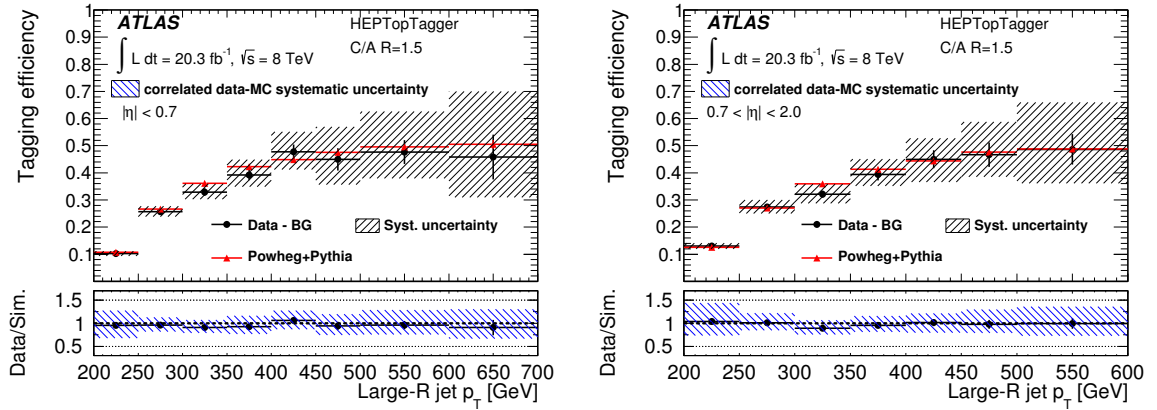 ATLAS
HEPTopTagger
∫ L dt = 20.3 fb⁻¹, √s = 8 TeV
C/A R=1.5
correlated data-MC systematic uncertainty
|η| < 0.7
Data - BG
Syst. uncertainty
Powheg+Pythia
Tagging efficiency
1
0.9
0.8
0.7
0.6
0.5
0.4
0.3
0.2
0.1
Data/Sim.
1.5
1
0.5
200 250 300 350 400 450 500 550 600 650 700
Large-R jet p_T [GeV]
ATLAS
HEPTopTagger
∫ L dt = 20.3 fb⁻¹, √s = 8 TeV
C/A R=1.5
correlated data-MC systematic uncertainty
0.7 < |η| < 2.0
Data - BG
Syst. uncertainty
Powheg+Pythia
Tagging efficiency
1
0.9
0.8
0.7
0.6
0.5
0.4
0.3
0.2
0.1
Data/Sim.
1.5
1
0.5
200 250 300 350 400 450 500 550 600
Large-R jet p_T [GeV]